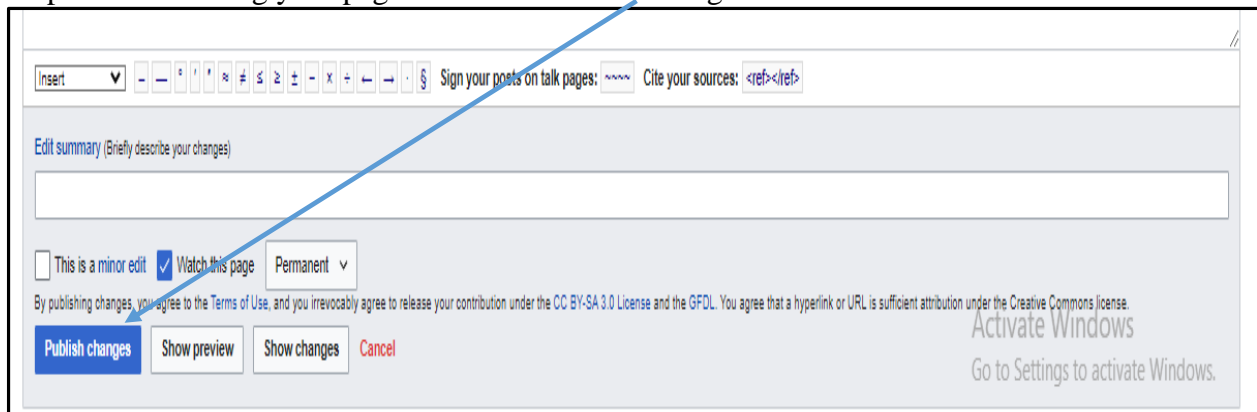 Insert – — ° ′ ″ ≈ ≠ ≤ ≥ ± − × ÷ ← → · § Sign your posts on talk pages: ~~~~ Cite your sources: <ref></ref>
Edit summary (Briefly describe your changes)
This is a minor edit Watch this page Permanent
By publishing changes, you agree to the Terms of Use, and you irrevocably agree to release your contribution under the CC BY-SA 3.0 License and the GFDL. You agree that a hyperlink or URL is sufficient attribution under the Creative Commons license.
Publish changes Show preview Show changes Cancel
Activate Windows
Go to Settings to activate Windows.